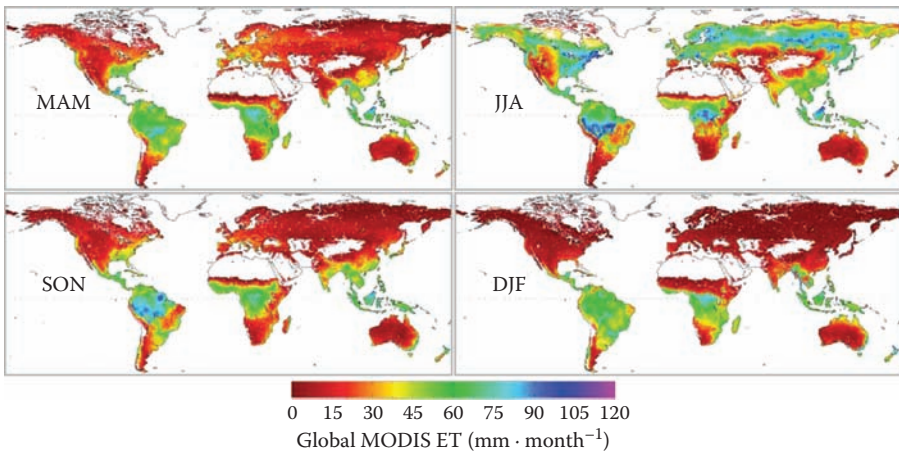 MAM
JJA
SON
DJF
0 15 30 45 60 75 90 105 120
Global MODIS ET (mm · month⁻¹)